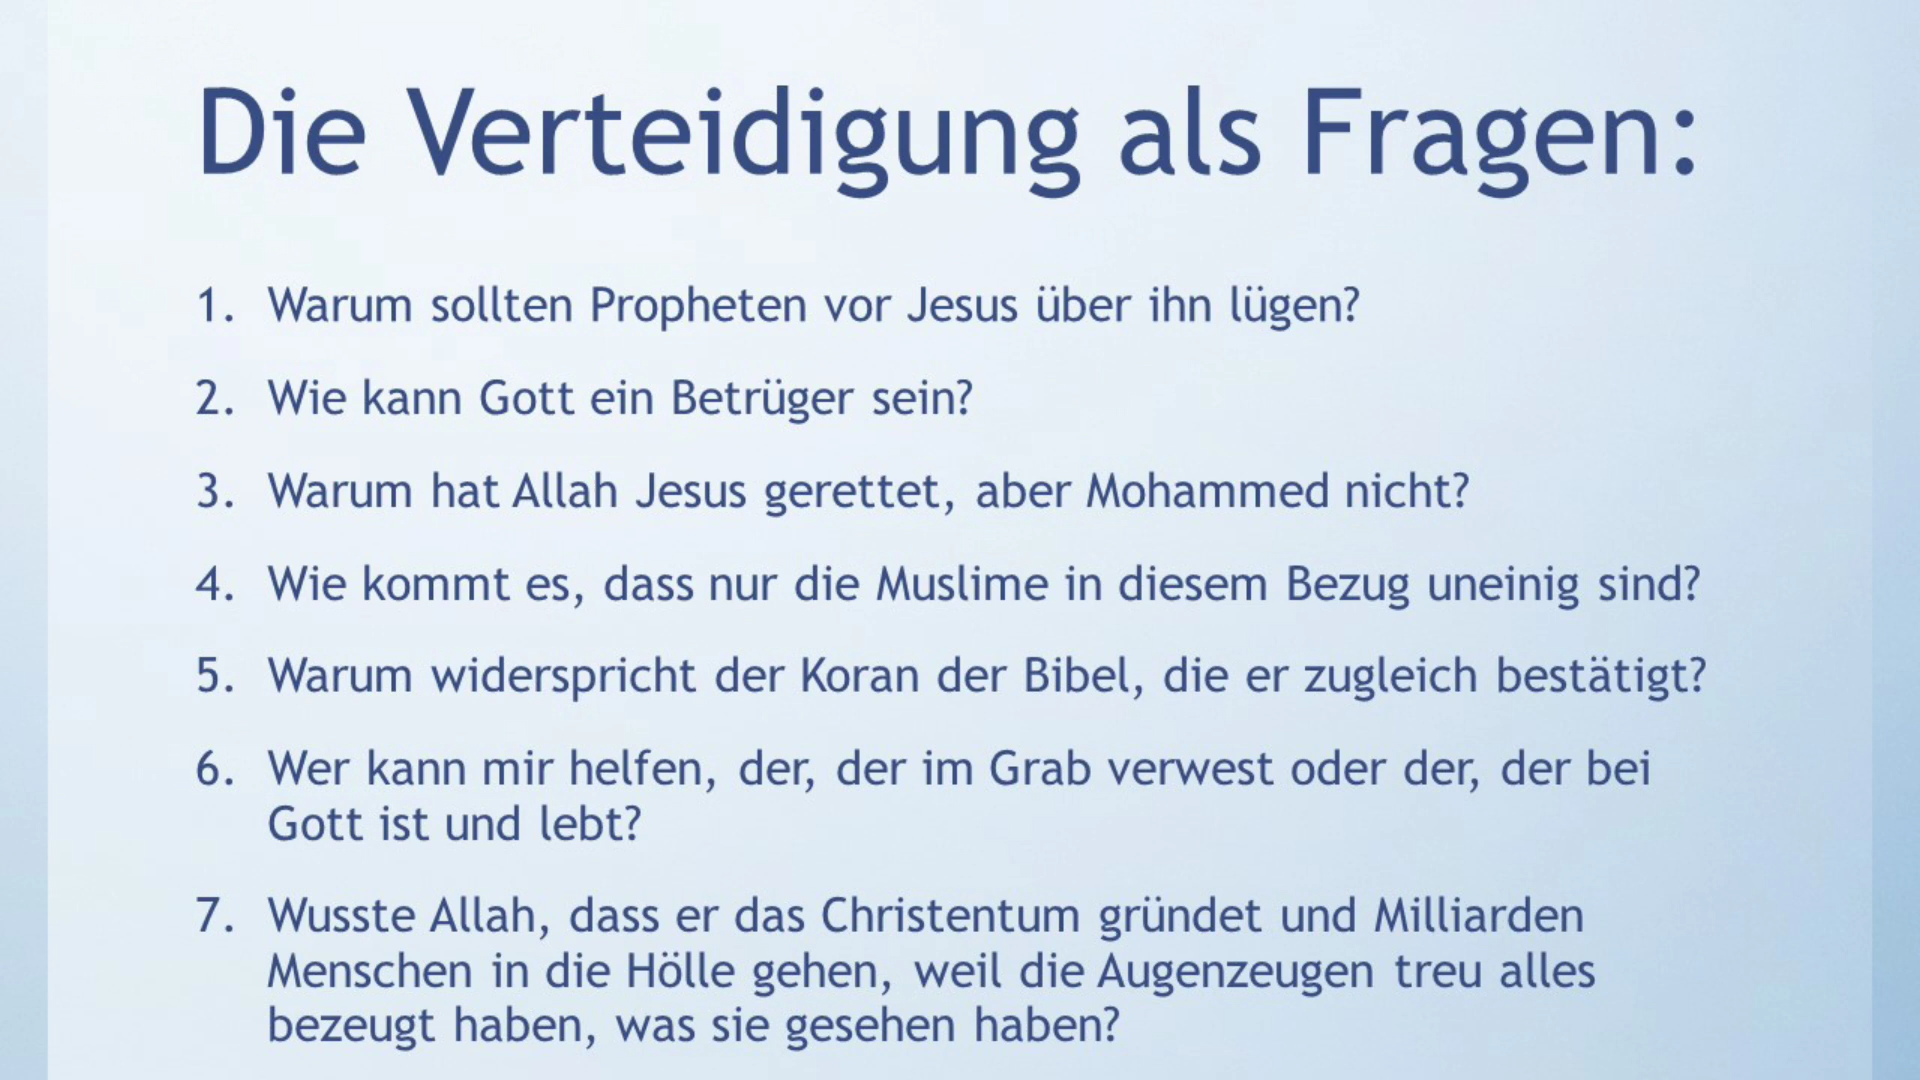 Die Verteidigung als Fragen:
1. Warum sollten Propheten vor Jesus über ihn lügen?
2. Wie kann Gott ein Betrüger sein?
3. Warum hat Allah Jesus gerettet, aber Mohammed nicht?
4. Wie kommt es, dass nur die Muslime in diesem Bezug uneinig sind?
5. Warum widerspricht der Koran der Bibel, die er zugleich bestätigt?
6. Wer kann mir helfen, der, der im Grab verwest oder der, der bei
Gott ist und lebt?
7. Wusste Allah, dass er das Christentum gründet und Milliarden
Menschen in die Hölle gehen, weil die Augenzeugen treu alles
bezeugt haben, was sie gesehen haben?